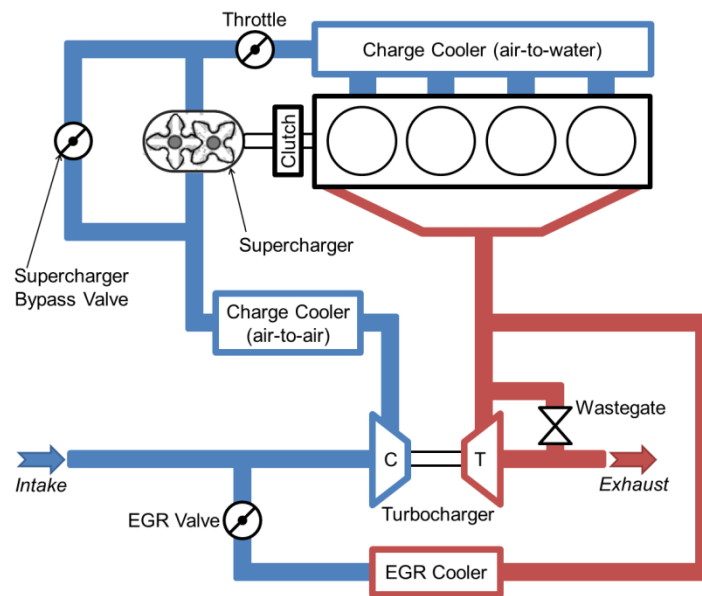 Throttle
Charge Cooler (air-to-water)
Clutch
Supercharger
Supercharger
Bypass Valve
Charge Cooler
(air-to-air)
Wastegate
C
T
Intake
Exhaust
Turbocharger
EGR Valve
EGR Cooler